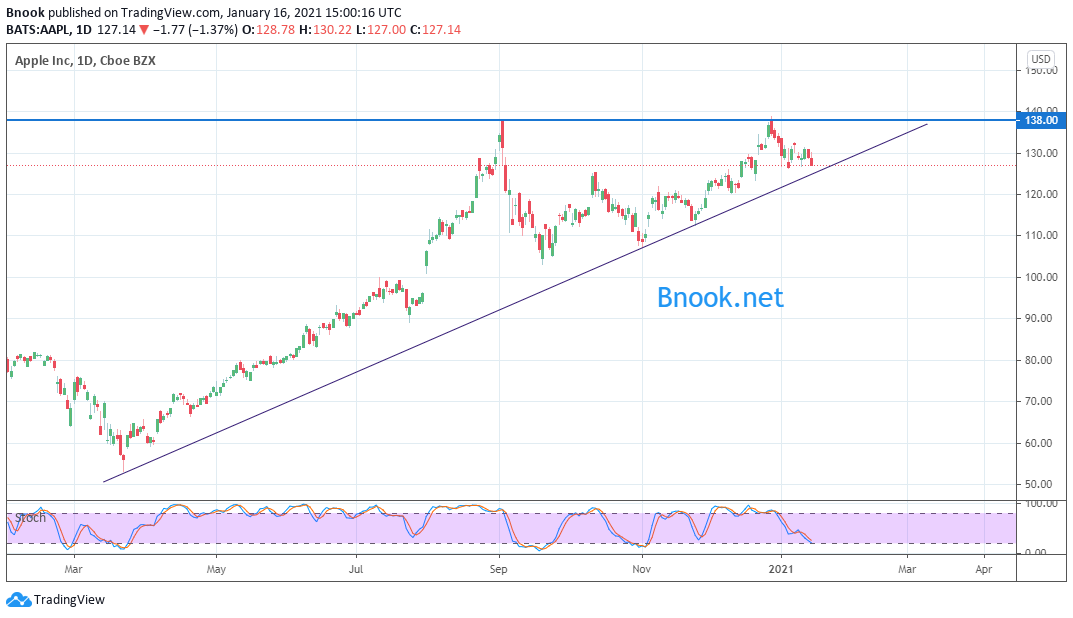 Bnook published on TradingView.com, January 16, 2021 15:00:16 UTC
BATS:AAPL, 1D 127.14 ▼ −1.77 (−1.37%) O:128.78 H:130.22 L:127.00 C:127.14
Apple Inc, 1D, Cboe BZX
USD
150.00
140.00
138.00
130.00
120.00
110.00
100.00
Bnook.net
90.00
80.00
70.00
60.00
50.00
Stoch
100.00
0.00
Mar May Jul Sep Nov 2021 Mar Apr
TradingView